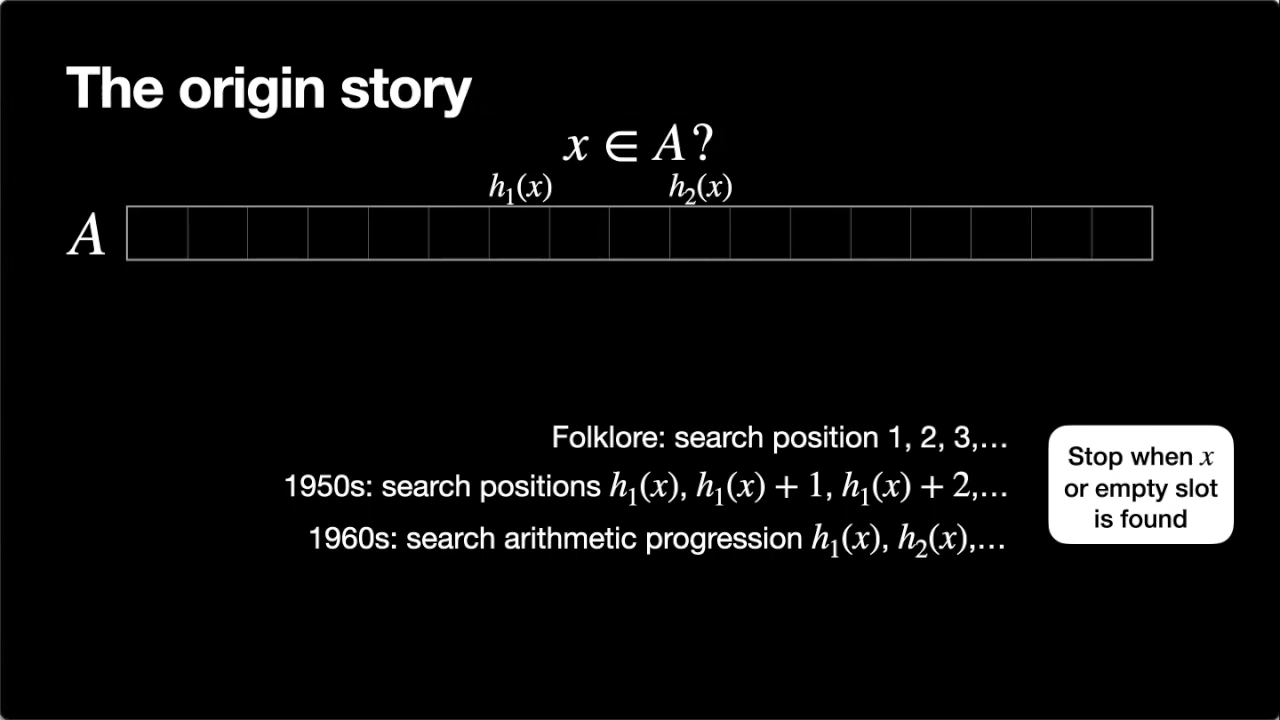 The origin story
x ∈ A?
h₁(x) h₂(x)
A
Folklore: search position 1, 2, 3,…
1950s: search positions h₁(x), h₁(x) + 1, h₁(x) + 2,…
1960s: search arithmetic progression h₁(x), h₂(x),…
Stop when x
or empty slot
is found